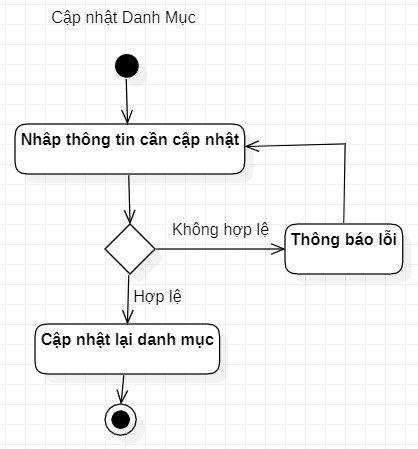 Cập nhật Danh Mục
Nhâp thông tin cần cập nhật
Không hợp lệ
Thông báo lỗi
Hợp lệ
Cập nhật lại danh mục